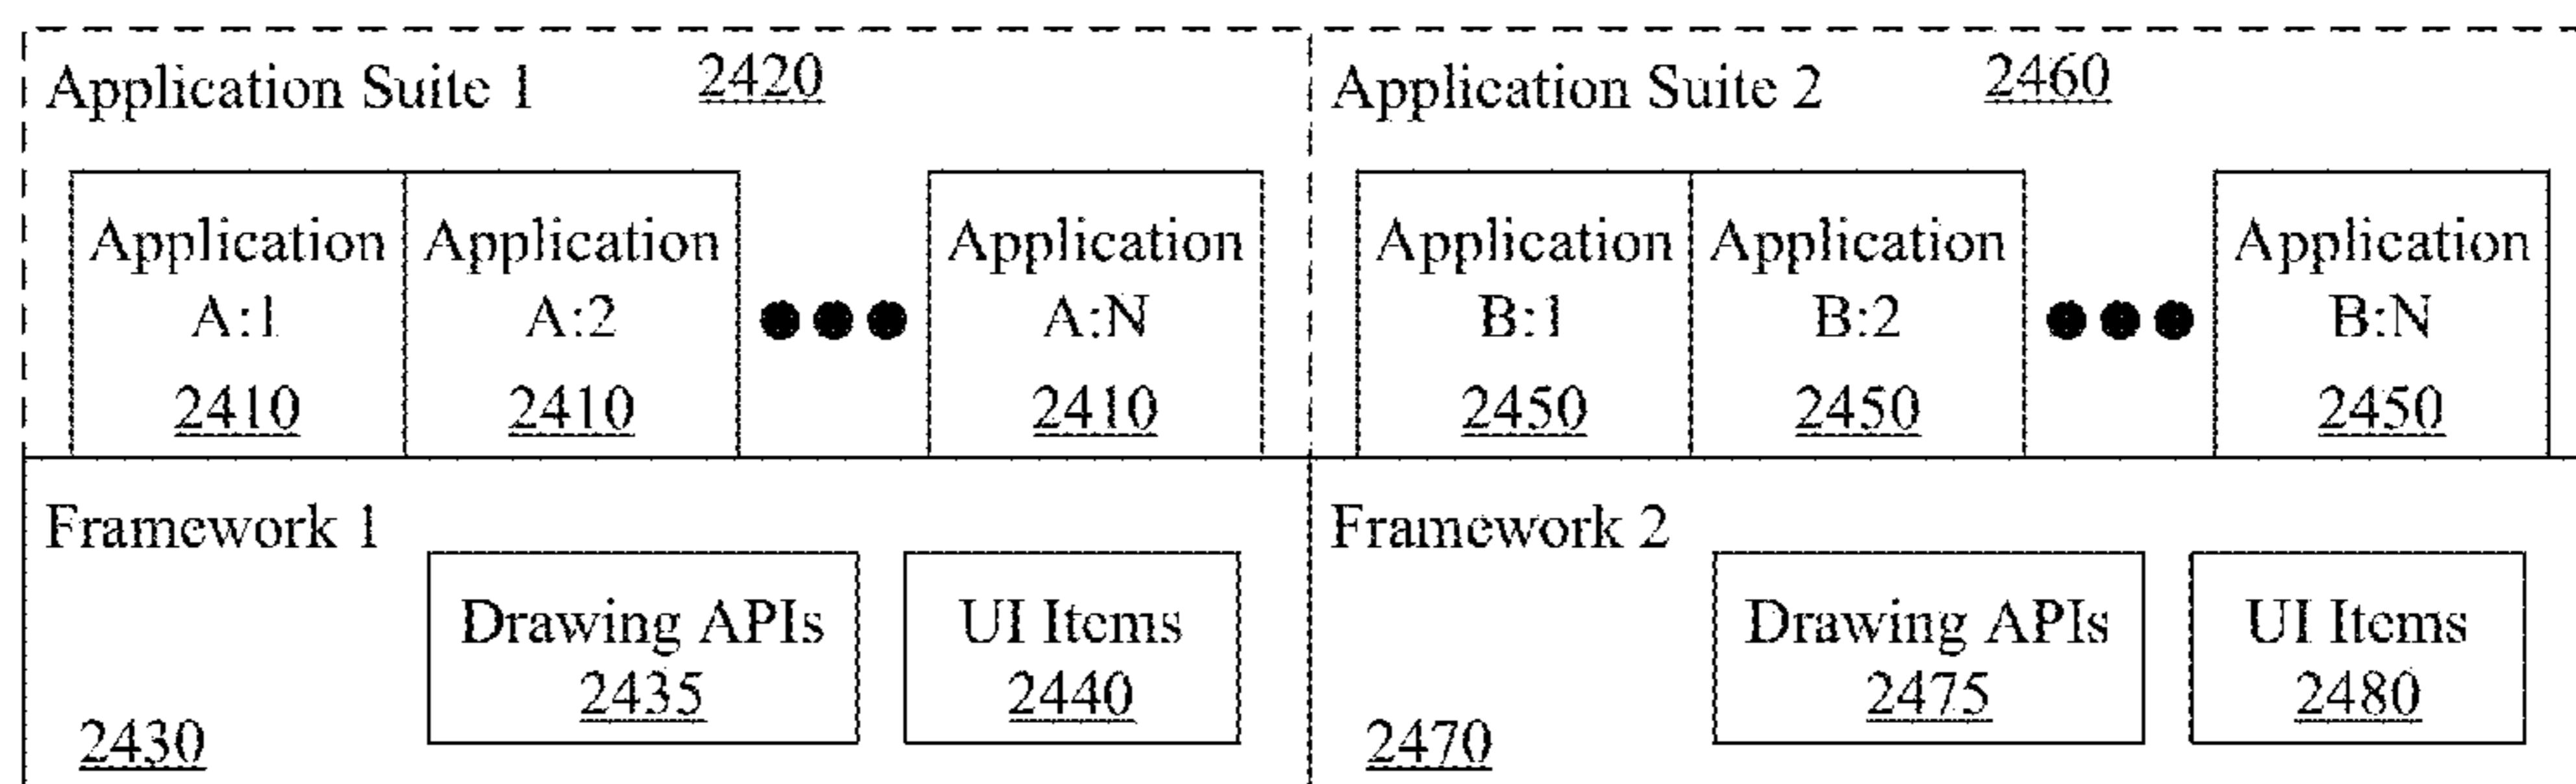 Application Suite 1 2420
Application Suite 2 2460
Application
A:1
2410
Application
A:2
2410
Application
A:N
2410
Application
B:1
2450
Application
B:2
2450
Application
B:N
2450
Framework 1
Drawing APIs
2435
UI Items
2440
2430
Framework 2
Drawing APIs
2475
UI Items
2480
2470